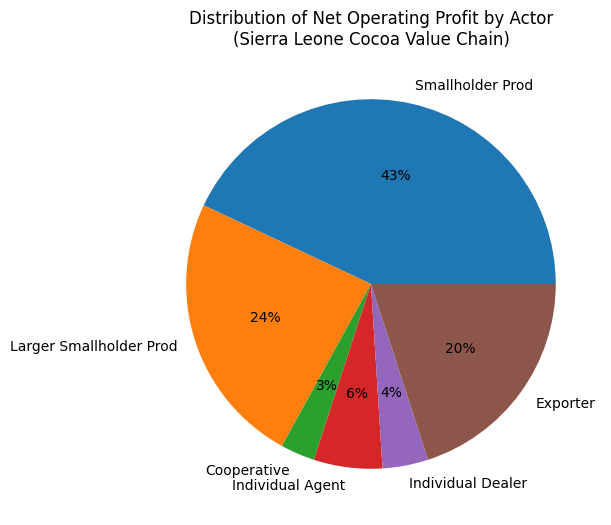 Distribution of Net Operating Profit by Actor
(Sierra Leone Cocoa Value Chain)
Smallholder Prod
43%
Larger Smallholder Prod
24%
Cooperative
3%
Individual Agent
6%
Individual Dealer
4%
Exporter
20%